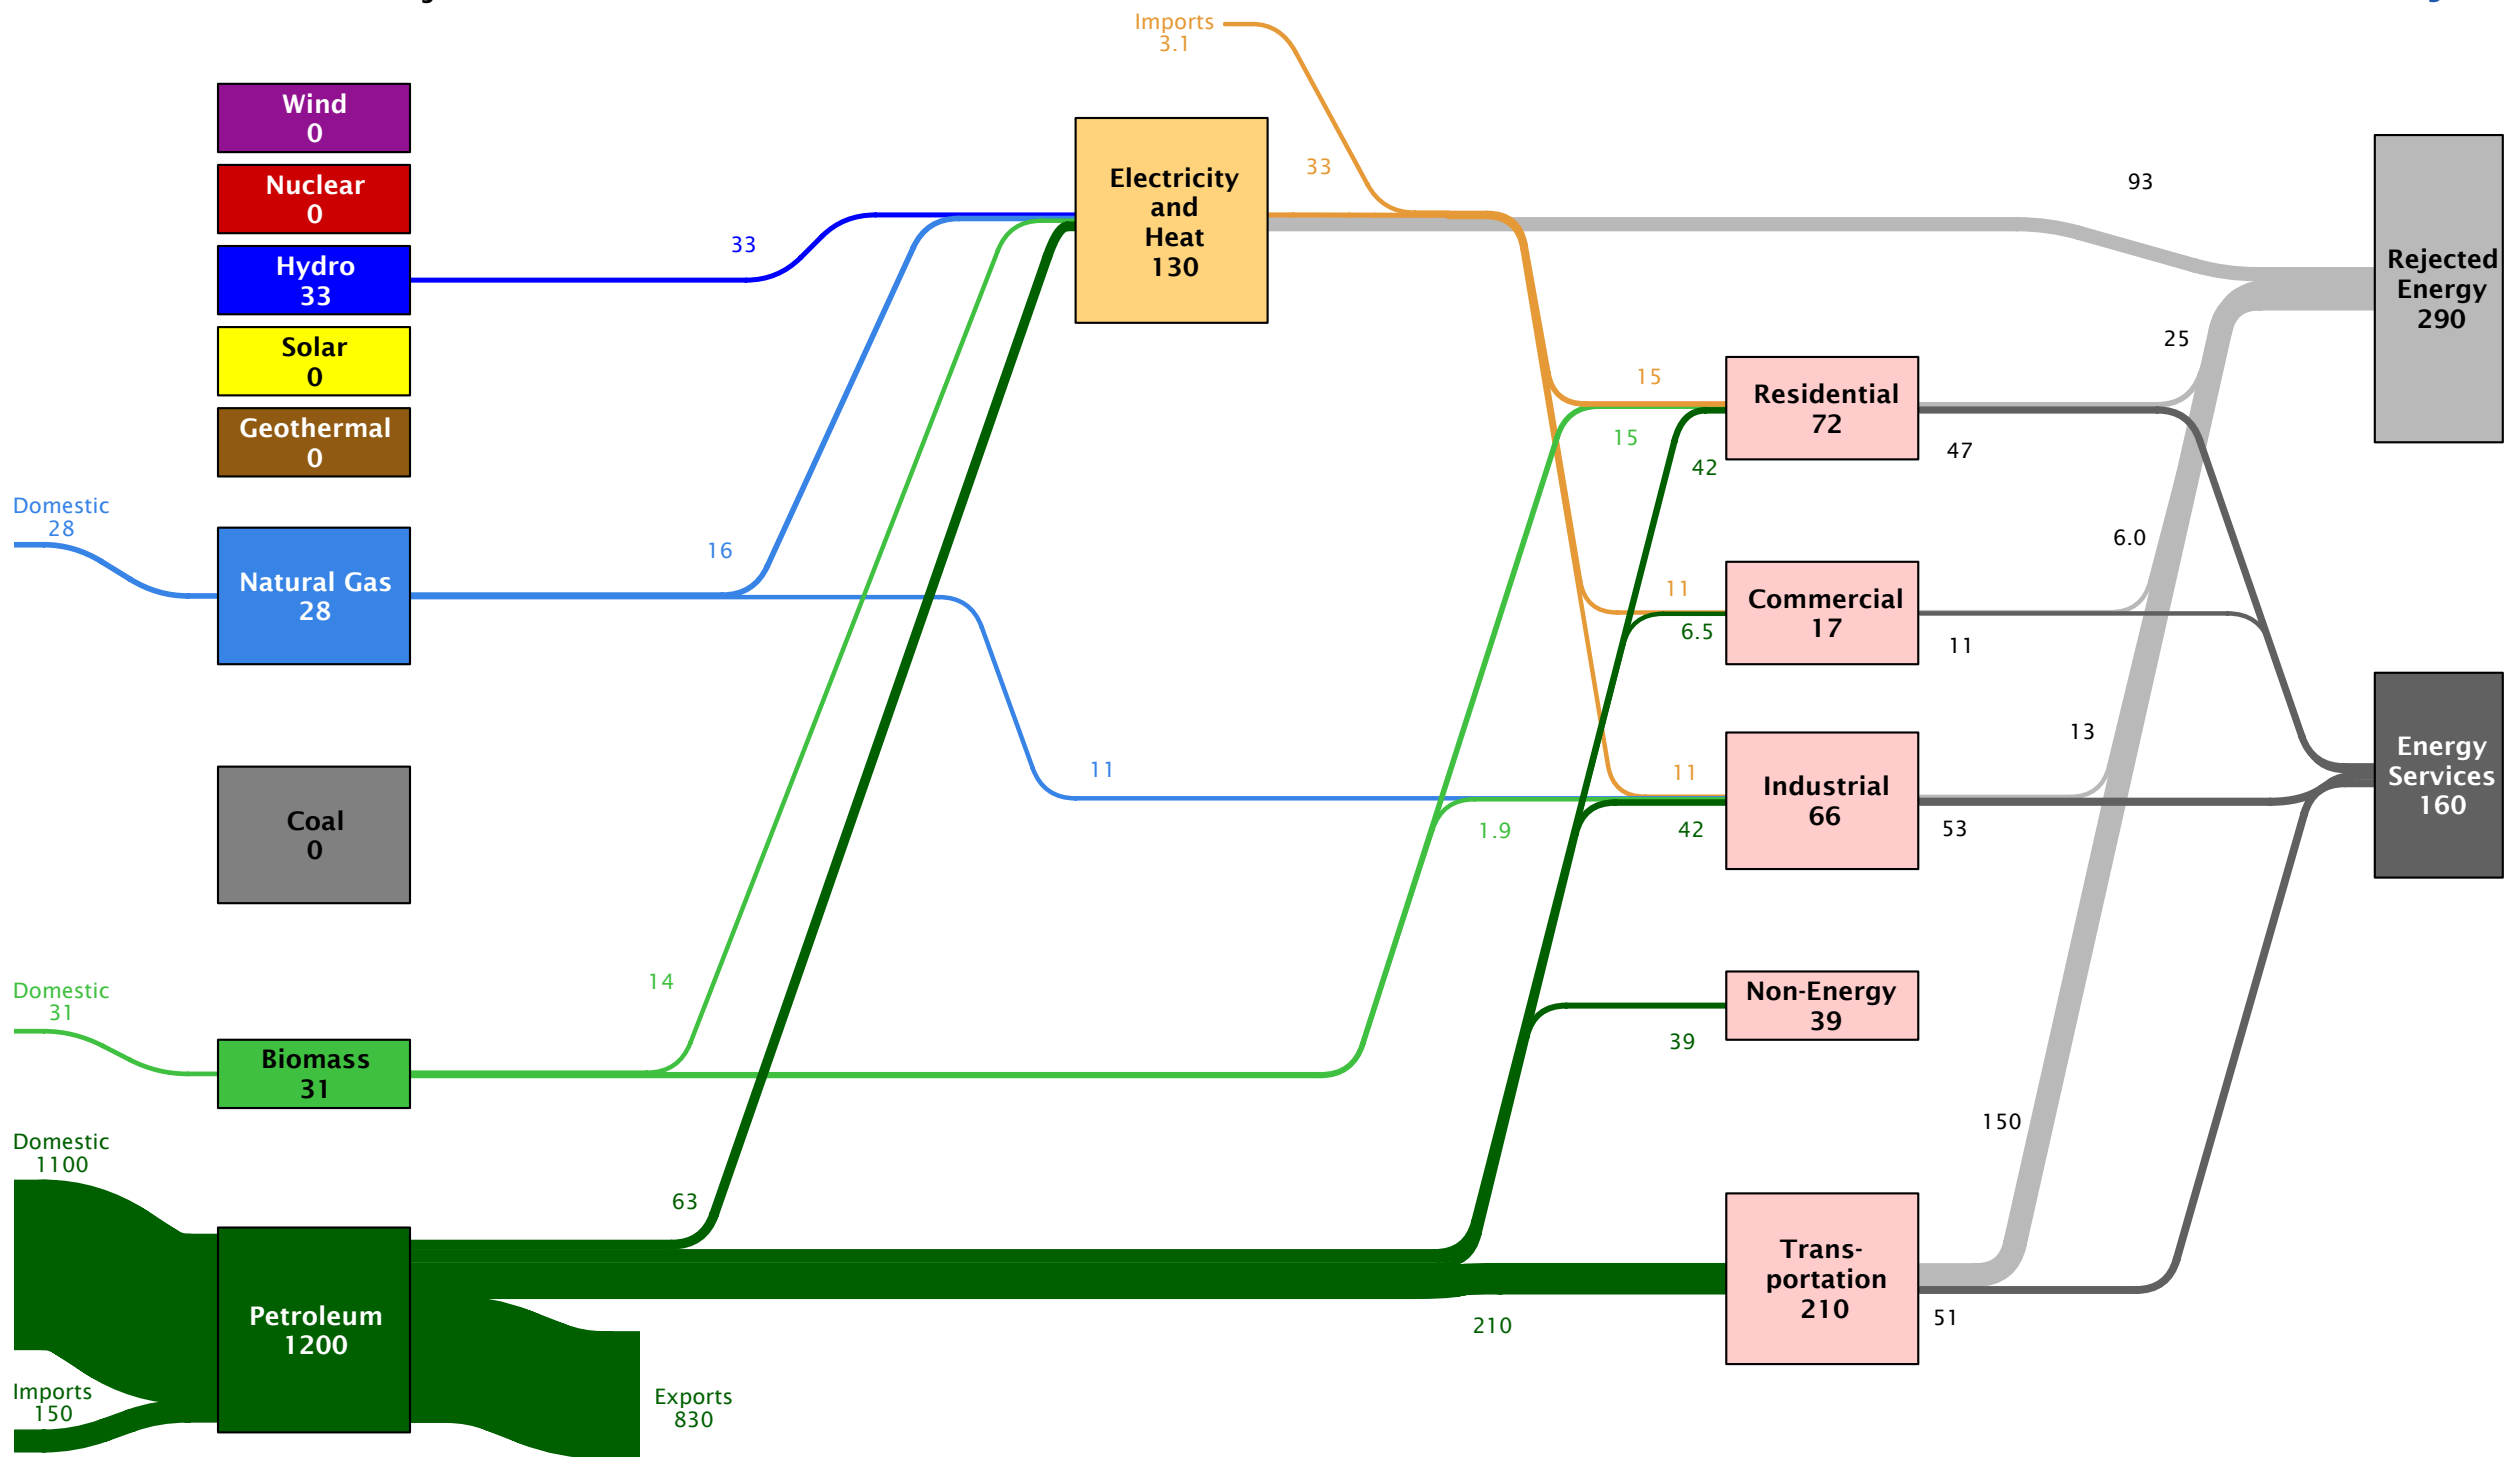 Imports
3.1
Wind
0
Nuclear
0
Hydro
33
Solar
0
Geothermal
0
Domestic
28
Natural Gas
28
Coal
0
Domestic
31
Biomass
31
Domestic
1100
Petroleum
1200
Imports
150
Exports
830
33
16
11
14
63
Electricity
and
Heat
130
33
15
15
42
11
6.5
11
1.9
42
39
210
Residential
72
Commercial
17
Industrial
66
Non-Energy
39
Trans-
portation
210
93
25
47
6.0
11
13
53
150
51
Rejected
Energy
290
Energy
Services
160